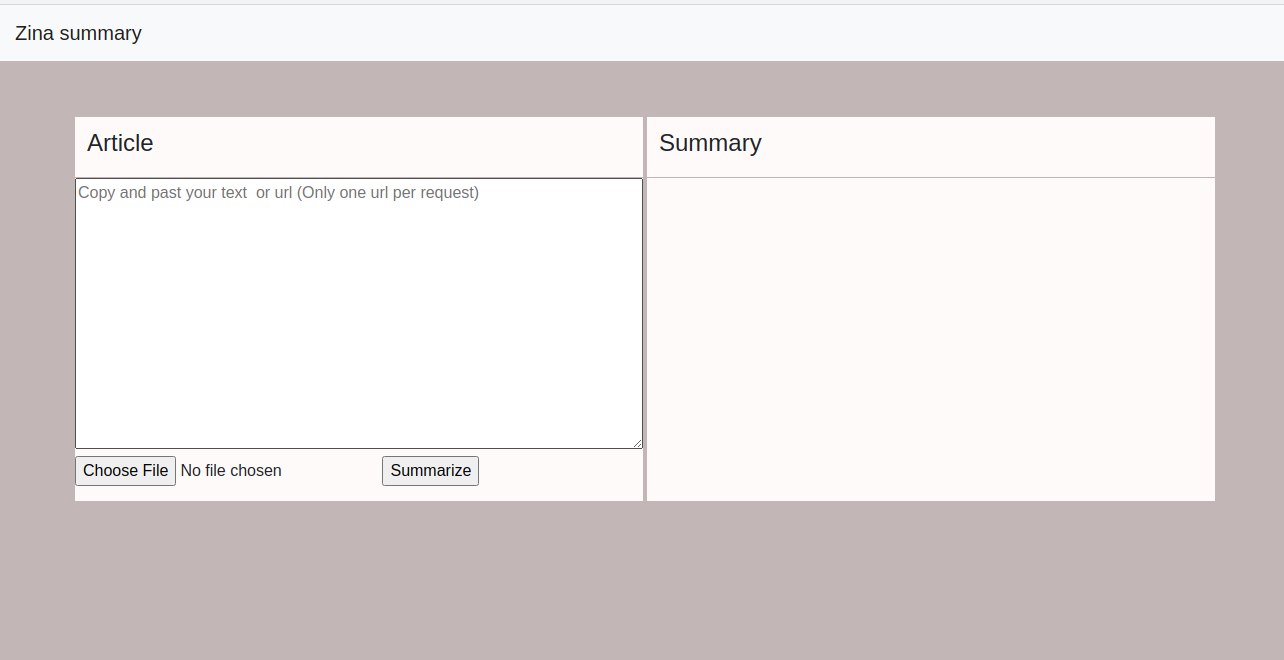 Zina summary
Article
Summary
Copy and past your text  or url (Only one url per request)
Choose File No file chosen
Summarize